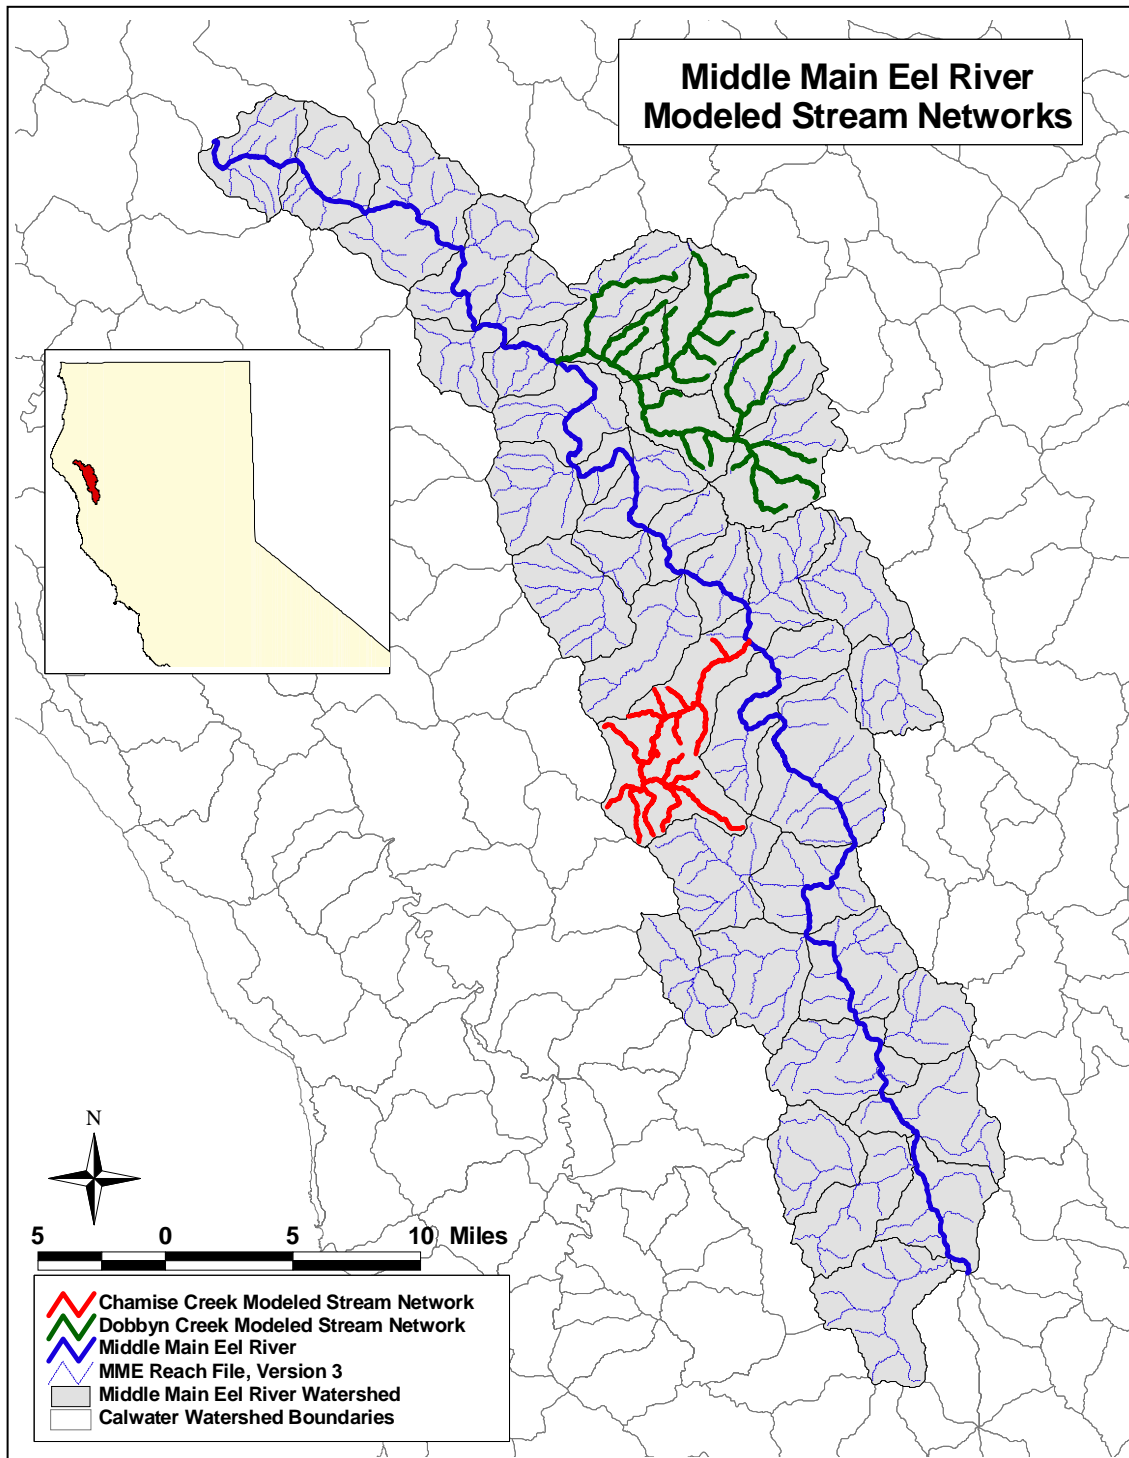 Middle Main Eel River
Modeled Stream Networks
N
5 0 5 10 Miles
Chamise Creek Modeled Stream Network
Dobbyn Creek Modeled Stream Network
Middle Main Eel River
MME Reach File, Version 3
Middle Main Eel River Watershed
Calwater Watershed Boundaries